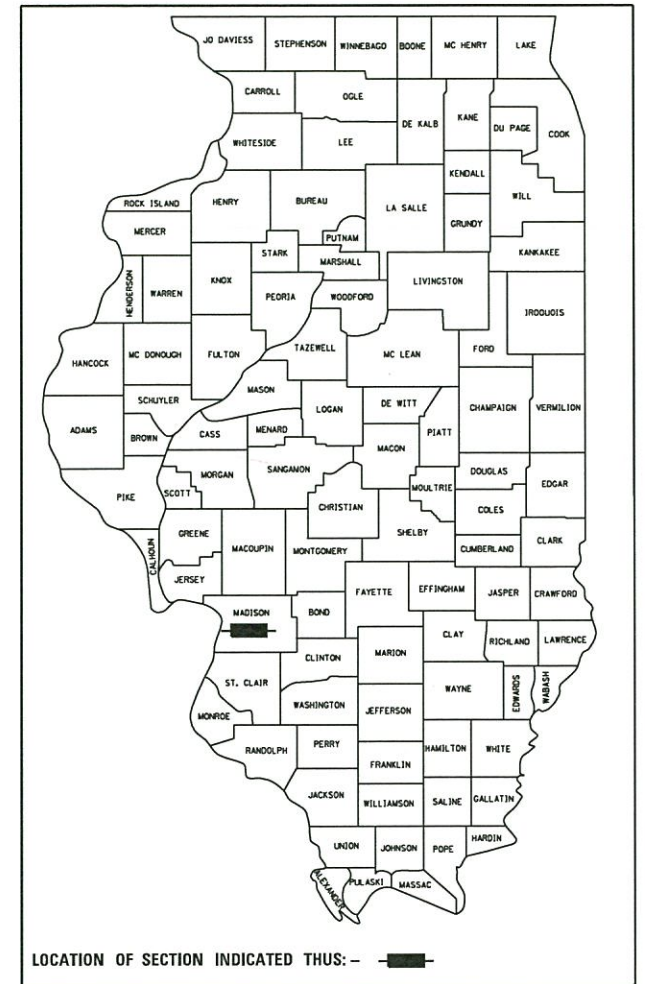 JO DAVIESS
STEPHENSON
WINNEBAGO
BOONE
MC HENRY
LAKE
CARROLL
OGLE
DE KALB
KANE
DU PAGE
COOK
WHITESIDE
LEE
KENDALL
WILL
ROCK ISLAND
HENRY
BUREAU
LA SALLE
GRUNDY
MERCER
PUTNAM
STARK
MARSHALL
KANKAKEE
HENDERSON
WARREN
KNOX
PEORIA
WOODFORD
LIVINGSTON
IROQUOIS
HANCOCK
MC DONOUGH
FULTON
TAZEWELL
MC LEAN
FORD
SCHUYLER
MASON
LOGAN
DE WITT
CHAMPAIGN
VERMILION
ADAMS
BROWN
CASS
MENARD
MACON
PIATT
MORGAN
SANGAMON
DOUGLAS
EDGAR
PIKE
SCOTT
CHRISTIAN
MOULTRIE
COLES
CALHOUN
GREENE
MACOUPIN
MONTGOMERY
SHELBY
CUMBERLAND
CLARK
JERSEY
FAYETTE
EFFINGHAM
JASPER
CRAWFORD
MADISON
BOND
CLAY
RICHLAND
LAWRENCE
CLINTON
MARION
ST. CLAIR
WAYNE
EDWARDS
WABASH
MONROE
WASHINGTON
JEFFERSON
RANDOLPH
PERRY
HAMILTON
WHITE
FRANKLIN
JACKSON
WILLIAMSON
SALINE
GALLATIN
UNION
JOHNSON
POPE
HARDIN
ALEXANDER
PULASKI
MASSAC
LOCATION OF SECTION INDICATED THUS: -